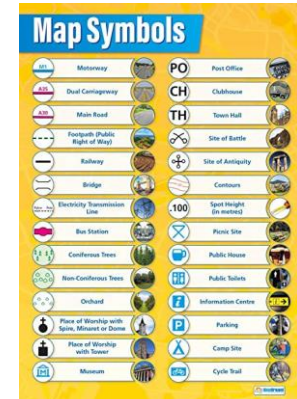 Map Symbols
M1 Motorway
A35 Dual Carriageway
A30 Main Road
Footpath (Public
Right of Way)
Railway
Bridge
Electricity Transmission
Line
Bus Station
Coniferous Trees
Non-Coniferous Trees
Orchard
Place of Worship with
Spire, Minaret or Dome
Place of Worship
with Tower
Museum
PO Post Office
CH Clubhouse
TH Town Hall
Site of Battle
Site of Antiquity
Contours
.100 Spot Height
(in metres)
Picnic Site
Public House
Public Toilets
i Information Centre
P Parking
Camp Site
Cycle Trail